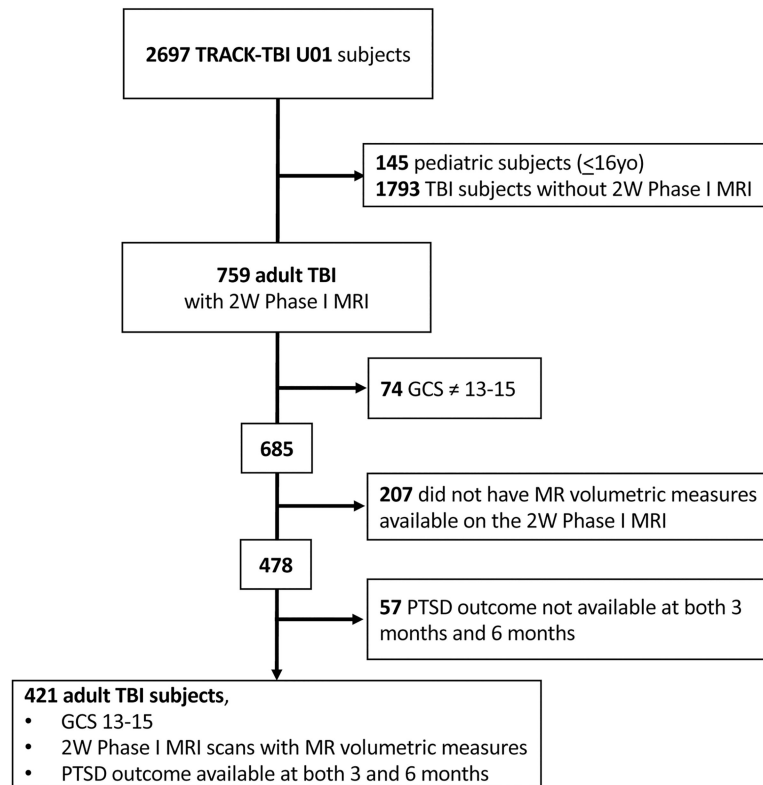 2697 TRACK-TBI U01 subjects
145 pediatric subjects (≤16yo)
1793 TBI subjects without 2W Phase I MRI
759 adult TBI
with 2W Phase I MRI
74 GCS ≠ 13-15
685
207 did not have MR volumetric measures
available on the 2W Phase I MRI
478
57 PTSD outcome not available at both 3
months and 6 months
421 adult TBI subjects,
• GCS 13-15
• 2W Phase I MRI scans with MR volumetric measures
• PTSD outcome available at both 3 and 6 months